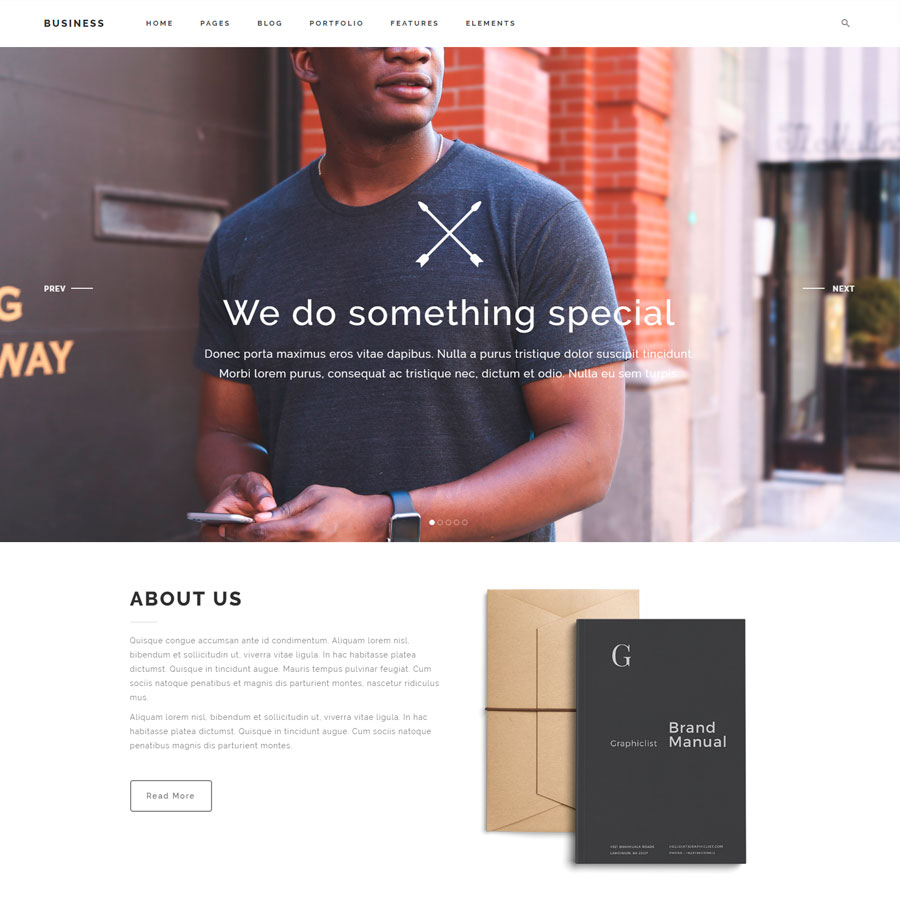 BUSINESS HOME PAGES BLOG PORTFOLIO FEATURES ELEMENTS
G
WAY
PREV
NEXT
We do something special
Donec porta maximus eros vitae dapibus. Nulla a purus tristique dolor suscipit tincidunt.
Morbi lorem purus, consequat ac tristique nec, dictum et odio. Nulla eu sem turpis.
ABOUT US
Quisque congue accumsan ante id condimentum. Aliquam lorem nisl,
bibendum et sollicitudin ut, viverra vitae ligula. In hac habitasse platea
dictumst. Quisque in tincidunt augue. Mauris tempus pulvinar feugiat. Cum
sociis natoque penatibus et magnis dis parturient montes, nascetur ridiculus
mus.
Aliquam lorem nisl, bibendum et sollicitudin ut, viverra vitae ligula. In hac
habitasse platea dictumst. Quisque in tincidunt augue. Cum sociis natoque
penatibus magnis dis parturient montes
Read More
G
Graphiclist
Brand
Manual